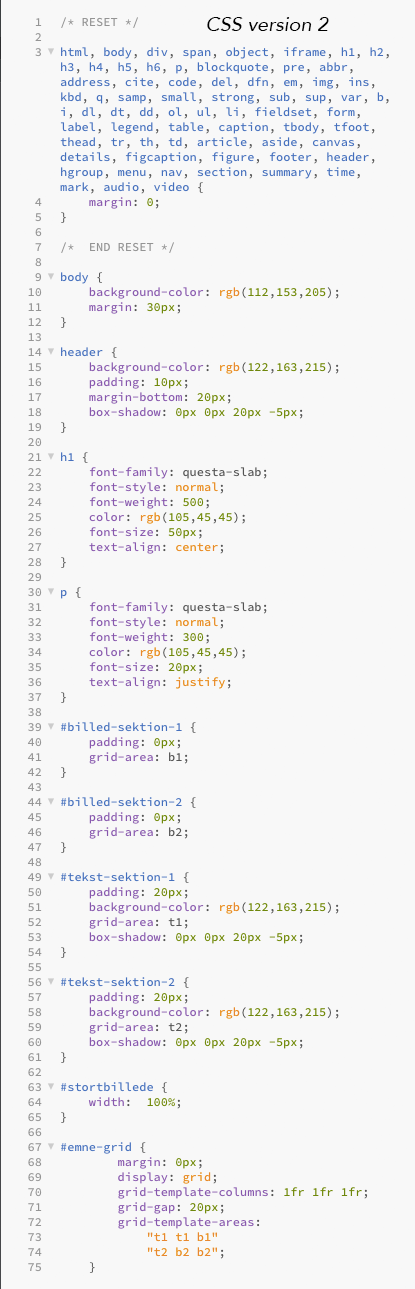 CSS version 2
1 /* RESET */
2
3 html, body, div, span, object, iframe, h1, h2,
h3, h4, h5, h6, p, blockquote, pre, abbr,
address, cite, code, del, dfn, em, img, ins,
kbd, q, samp, small, strong, sub, sup, var, b,
i, dl, dt, dd, ol, ul, li, fieldset, form,
label, legend, table, caption, tbody, tfoot,
thead, tr, th, td, article, aside, canvas,
details, figcaption, figure, footer, header,
hgroup, menu, nav, section, summary, time,
mark, audio, video {
4     margin: 0;
5 }
6
7 /*  END RESET */
8
9 body {
10     background-color: rgb(112,153,205);
11     margin: 30px;
12 }
13
14 header {
15     background-color: rgb(122,163,215);
16     padding: 10px;
17     margin-bottom: 20px;
18     box-shadow: 0px 0px 20px -5px;
19 }
20
21 h1 {
22     font-family: questa-slab;
23     font-style: normal;
24     font-weight: 500;
25     color: rgb(105,45,45);
26     font-size: 50px;
27     text-align: center;
28 }
29
30 p {
31     font-family: questa-slab;
32     font-style: normal;
33     font-weight: 300;
34     color: rgb(105,45,45);
35     font-size: 20px;
36     text-align: justify;
37 }
38
39 #billed-sektion-1 {
40     padding: 0px;
41     grid-area: b1;
42 }
43
44 #billed-sektion-2 {
45     padding: 0px;
46     grid-area: b2;
47 }
48
49 #tekst-sektion-1 {
50     padding: 20px;
51     background-color: rgb(122,163,215);
52     grid-area: t1;
53     box-shadow: 0px 0px 20px -5px;
54 }
55
56 #tekst-sektion-2 {
57     padding: 20px;
58     background-color: rgb(122,163,215);
59     grid-area: t2;
60     box-shadow: 0px 0px 20px -5px;
61 }
62
63 #stortbillede {
64     width:  100%;
65 }
66
67 #emne-grid {
68         margin: 0px;
69         display: grid;
70         grid-template-columns: 1fr 1fr 1fr;
71         grid-gap: 20px;
72         grid-template-areas:
73             "t1 t1 b1"
74             "t2 b2 b2";
75     }